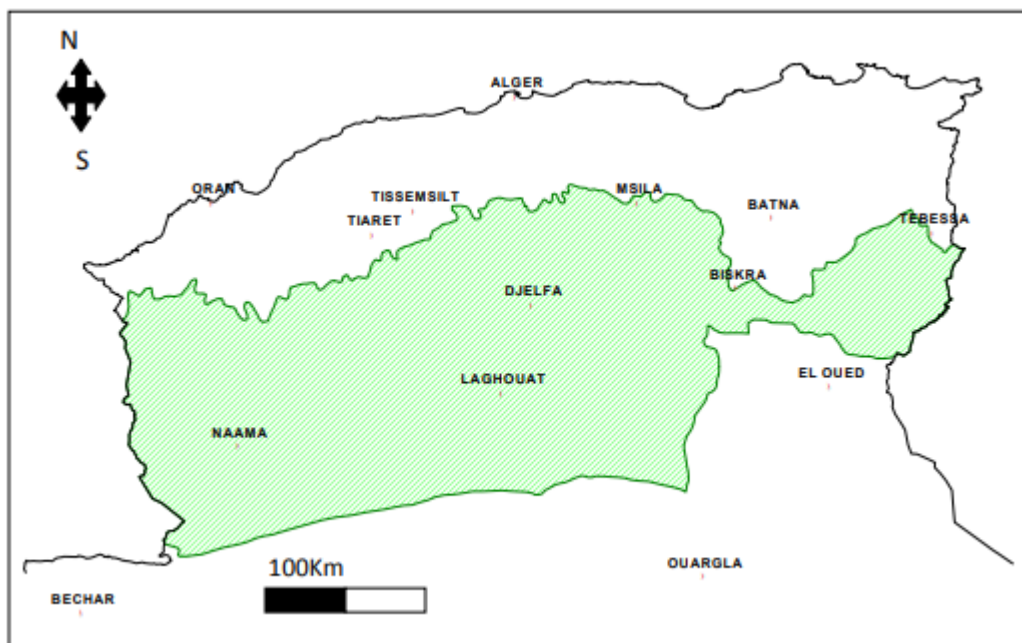 N
S
ALGER
ORAN
TISSEMSILT
MSILA
TIARET
BATNA
TEBESSA
BISKRA
DJELFA
EL OUED
LAGHOUAT
NAAMA
100Km
OUARGLA
BECHAR